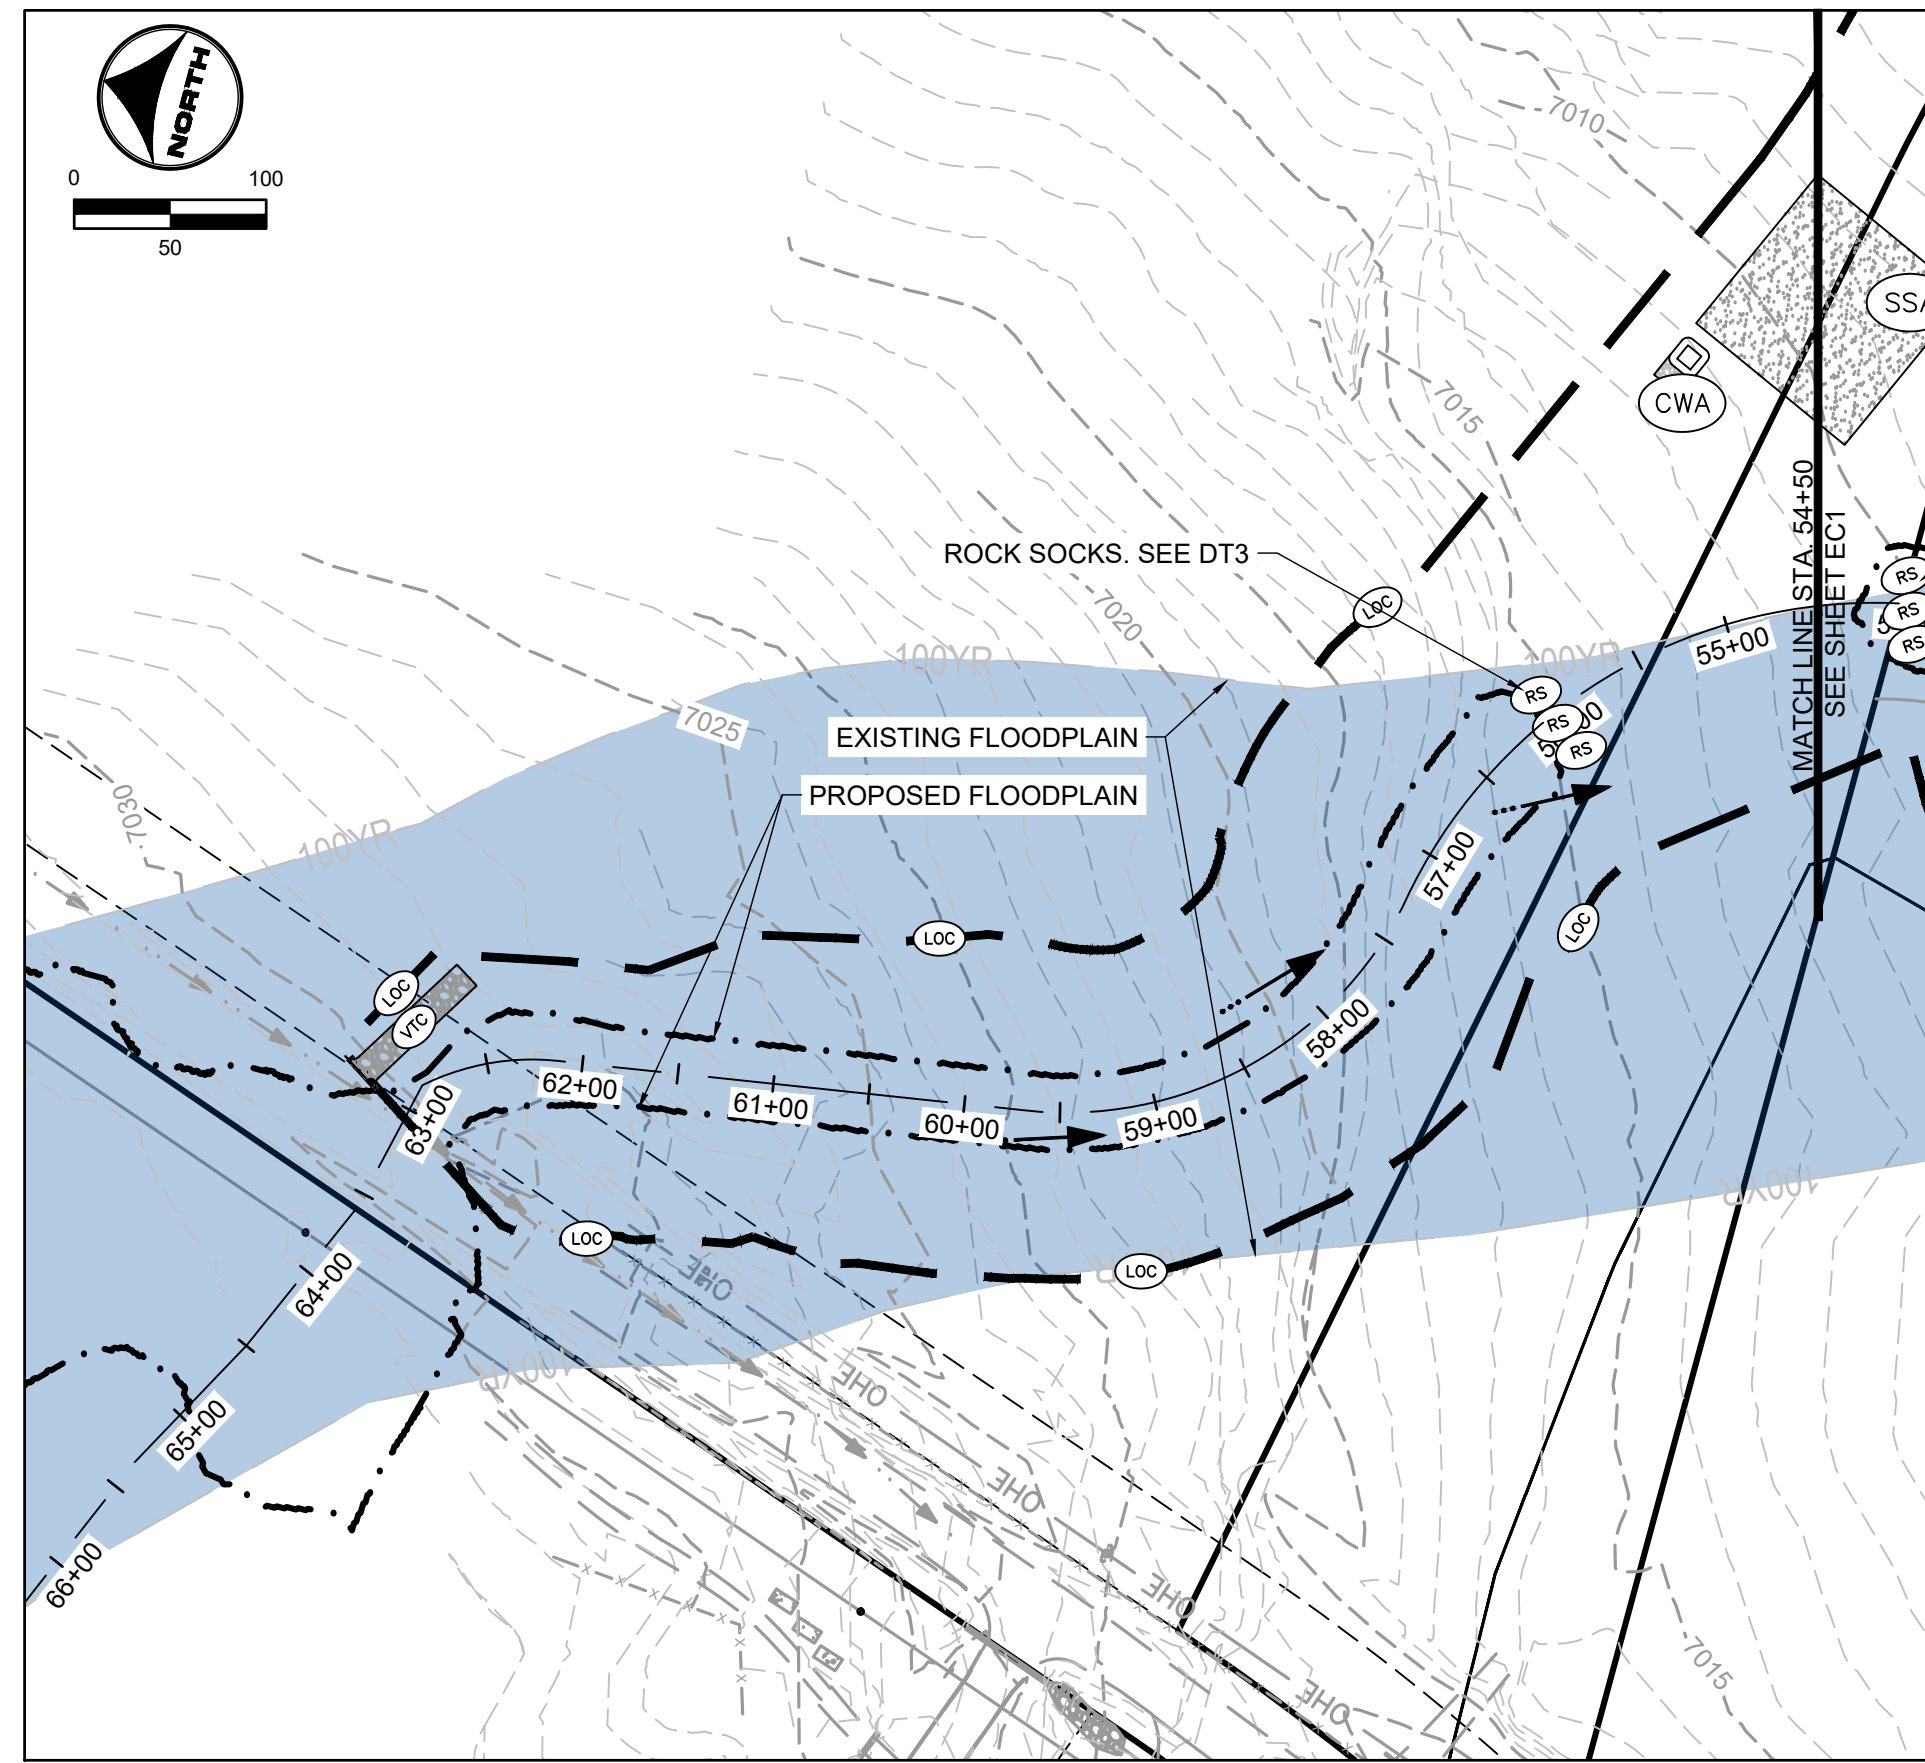 NORTH
0 100
50
7010
SSA
CWA
7015
MATCH LINE STA. 54+50
SEE SHEET EC1
ROCK SOCKS. SEE DT3
LOC
7020
RS
RS
RS
RS
RS
RS
55+00
100YR
100YR
7025
EXISTING FLOODPLAIN
PROPOSED FLOODPLAIN
7030
100YR
57+00
LOC
LOC
LOC
VTC
58+00
62+00
61+00
60+00
59+00
63+00
100YR
LOC
LOC
OHE
64+00
100YR
OHE
65+00
OHE
66+00
OHE
7015
OHE